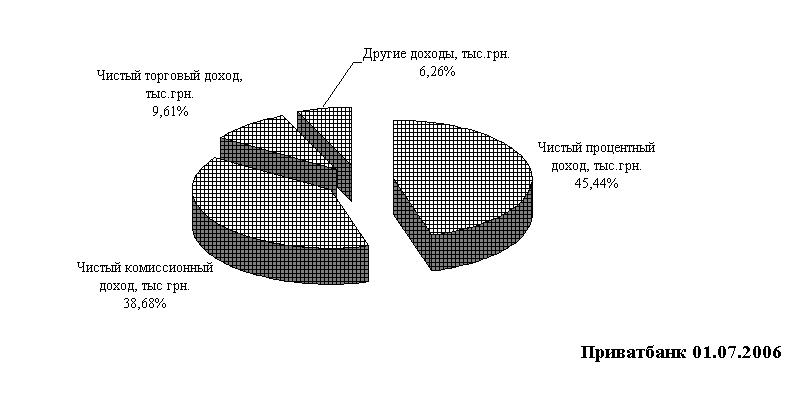 Другие доходы, тыс.грн.
6,26%
Чистый торговый доход,
тыс.грн.
9,61%
Чистый процентный
доход, тыс.грн.
45,44%
Чистый комиссионный
доход, тыс грн.
38,68%
Приватбанк 01.07.2006